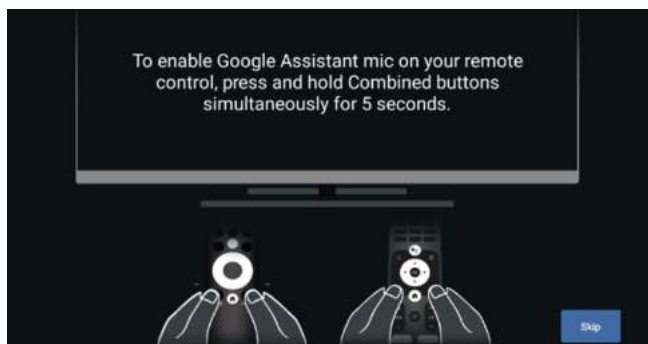 To enable Google Assistant mic on your remote
control, press and hold Combined buttons
simultaneously for 5 seconds.
Skip